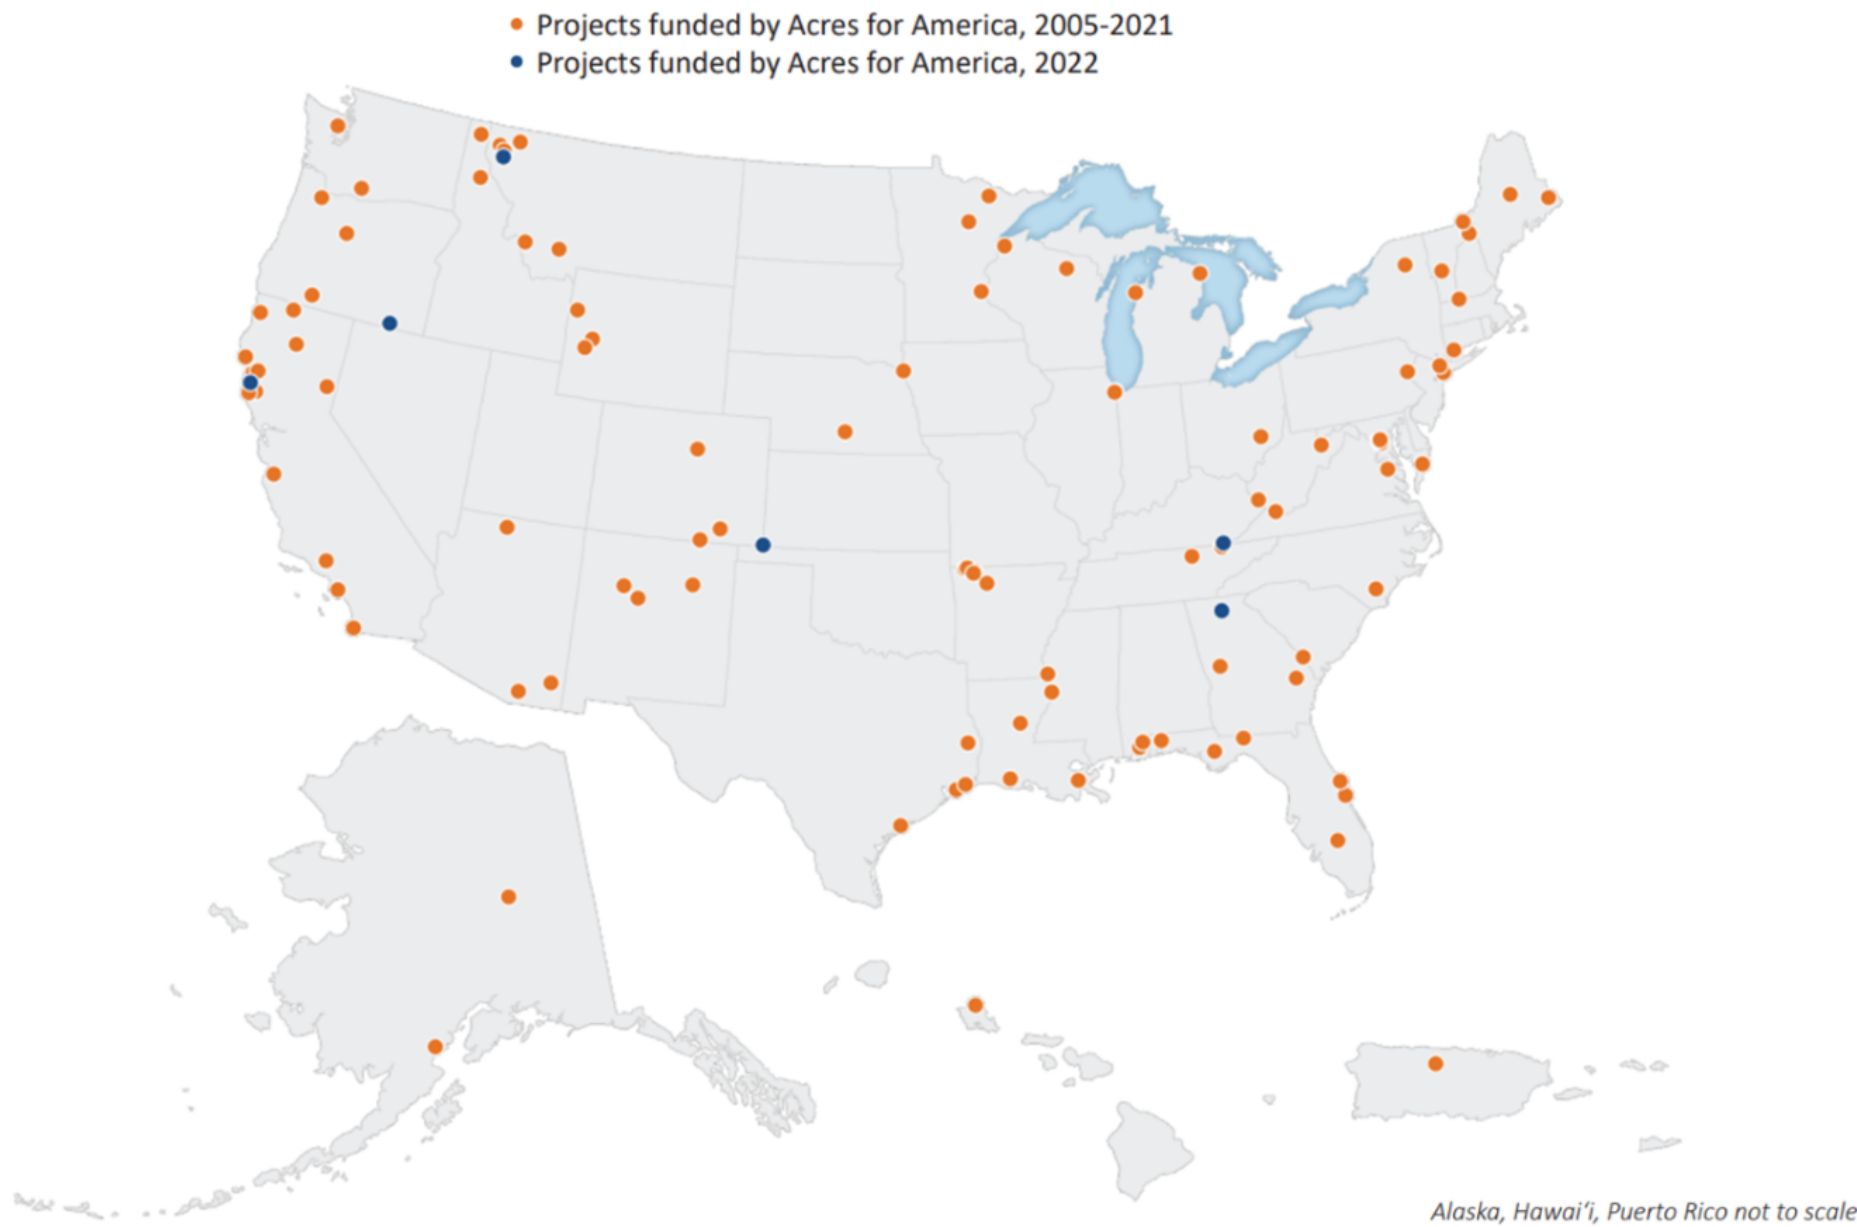 Projects funded by Acres for America, 2005-2021
Projects funded by Acres for America, 2022
Alaska, Hawaiʻi, Puerto Rico not to scale